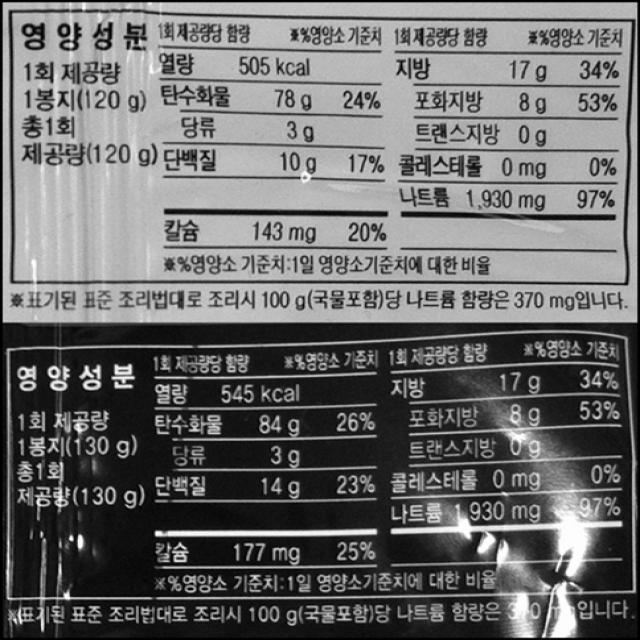 영양성분 1회 제공량당 함량 ※%영양소 기준치 1회 제공량당 함량 ※%영양소 기준치
1회 제공량 열량 505 kcal 지방 17 g 34%
1봉지(120 g) 탄수화물 78 g 24% 포화지방 8 g 53%
총1회 당류 3 g 트랜스지방 0 g
제공량(120 g) 단백질 10 g 17% 콜레스테롤 0 mg 0%
나트륨 1,930 mg 97%
칼슘 143 mg 20%
※%영양소 기준치:1일 영양소기준치에 대한 비율
※표기된 표준 조리법대로 조리시 100 g(국물포함)당 나트륨 함량은 370 mg입니다.
영양성분 1회 제공량당 함량 ※%영양소 기준치 1회 제공량당 함량 ※%영양소 기준치
열량 545 kcal 지방 17 g 34%
1회 제공량 탄수화물 84 g 26% 포화지방 8 g 53%
1봉지(130 g) 당류 3 g 트랜스지방 0 g
총1회
제공량(130 g) 단백질 14 g 23% 콜레스테롤 0 mg 0%
나트륨 1,930 mg 97%
칼슘 177 mg 25%
※%영양소 기준치:1일 영양소기준치에 대한 비율
※표기된 표준 조리법대로 조리시 100 g(국물포함)당 나트륨 함량은 입니다.